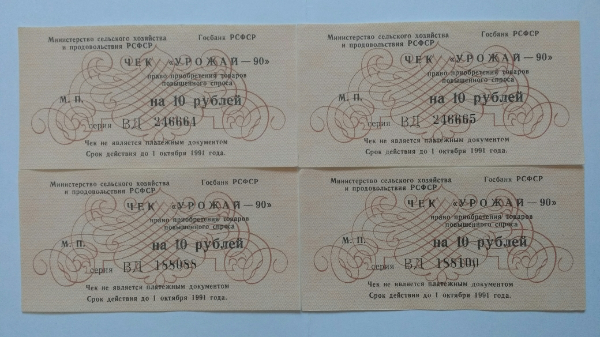 Министерство сельского хозяйства
и продовольствия РСФСР
Госбанк РСФСР
ЧЕК «УРОЖАЙ—90»
право приобретения товаров
повышенного спроса
М. П.
на 10 рублей
серия ВД 246664
Чек не является платежным документом
Срок действия до 1 октября 1991 года.
Министерство сельского хозяйства
и продовольствия РСФСР
Госбанк РСФСР
ЧЕК «УРОЖАЙ—90»
право приобретения товаров
повышенного спроса
М. П.
на 10 рублей
серия ВД 246665
Чек не является платежным документом
Срок действия до 1 октября 1991 года.
Министерство сельского хозяйства
и продовольствия РСФСР
Госбанк РСФСР
ЧЕК «УРОЖАЙ—90»
право приобретения товаров
повышенного спроса
М. П.
на 10 рублей
серия ВД 188088
Чек не является платежным документом
Срок действия до 1 октября 1991 года.
Министерство сельского хозяйства
и продовольствия РСФСР
Госбанк РСФСР
ЧЕК «УРОЖАЙ—90»
право приобретения товаров
повышенного спроса
М. П.
на 10 рублей
серия ВД 188100
Чек не является платежным документом
Срок действия до 1 октября 1991 года.